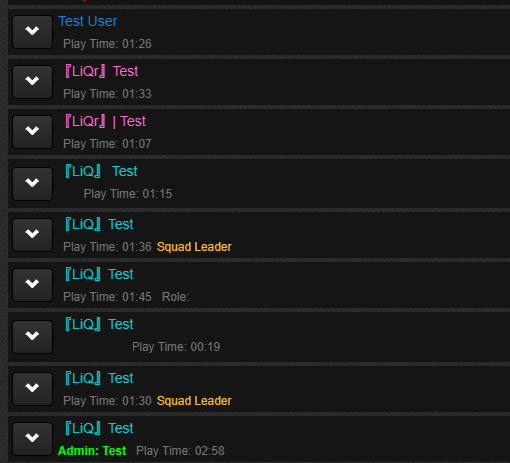 Test User
Play Time: 01:26
『LiQr』Test
Play Time: 01:33
『LiQr』| Test
Play Time: 01:07
『LiQ』 Test
Play Time: 01:15
『LiQ』Test
Play Time: 01:36 Squad Leader
『LiQ』Test
Play Time: 01:45 Role:
『LiQ』Test
Play Time: 00:19
『LiQ』Test
Play Time: 01:30 Squad Leader
『LiQ』Test
Admin: Test Play Time: 02:58